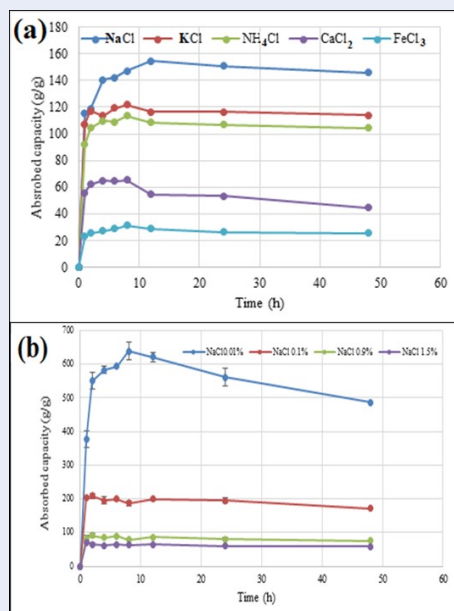 (a)
NaCl KCl NH4Cl CaCl2 FeCl3
180
160
140
120
100
80
60
40
20
0
Absrobed capacity (g/g)
0 10 20 30 40 50 60
Time (h)
(b)
700
600
500
400
300
200
100
0
NaCl 0.01% NaCl 0.1% NaCl 0.9% NaCl 1.5%
Absorbed capacity (g/g)
0 10 20 30 40 50 60
Time (h)